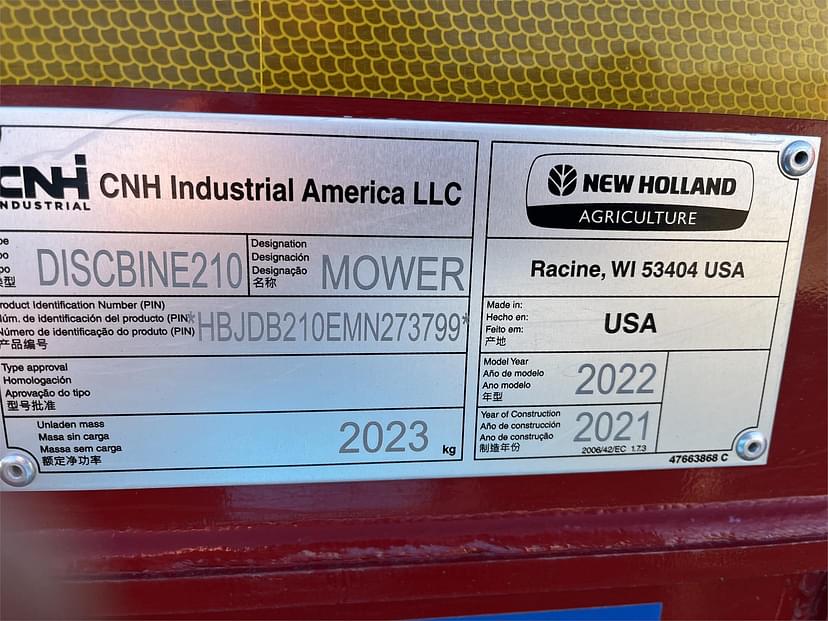 CNH
INDUSTRIAL
CNH Industrial America LLC
DISCBINE210
Designation
Designación
Designação
名称
MOWER
Product Identification Number (PIN)
Núm. de identificación del producto (PIN)
Número de identificação do produto (PIN)
产品编号
*HBJDB210EMN273799*
Type approval
Homologación
Aprovação do tipo
型号批准
Unladen mass
Masa sin carga
Massa sem carga
额定净功率
2023 kg
NEW HOLLAND
AGRICULTURE
Racine, WI 53404 USA
Made in:
Hecho en:
Feito em:
产地
USA
Model Year
Año de modelo
Ano modelo
年型
2022
Year of Construction
Año de construcción
Ano de construção
制造年份
2021
2006/42/EC 1.7.3
47663868 C